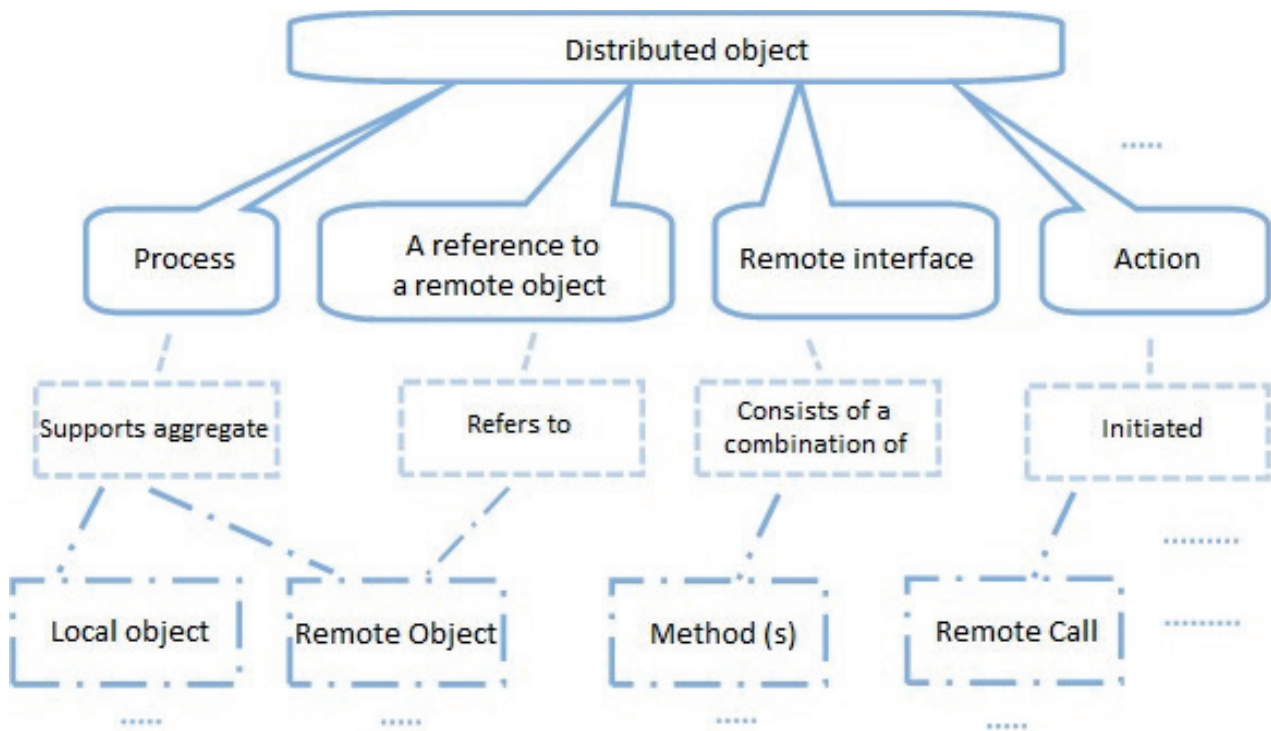 Distributed object
Process
A reference to
a remote object
Remote interface
Action
Supports aggregate
Refers to
Consists of a
combination of
Initiated
Local object
Remote Object
Method (s)
Remote Call